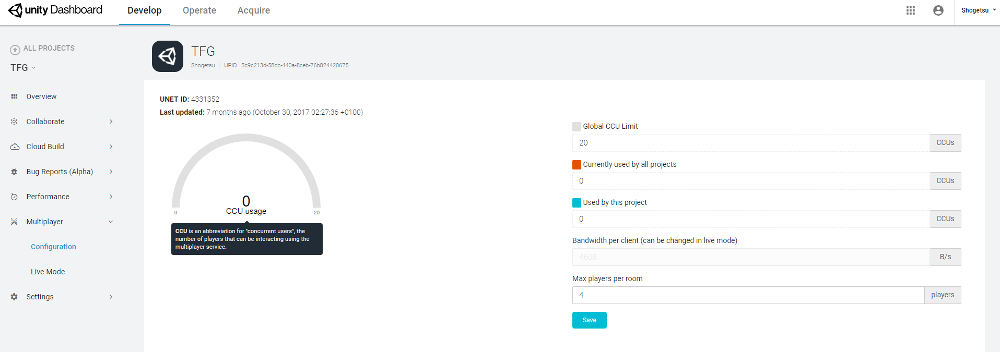 unity Dashboard
Develop
Operate
Acquire
Shogetsu
ALL PROJECTS
TFG
Overview
Collaborate
Cloud Build
Bug Reports (Alpha)
Performance
Multiplayer
Configuration
Live Mode
Settings
TFG
Shogetsu UPID 5c9c213d-58dc-440a-8ceb-76b824420675
UNET ID: 4331352
Last updated: 7 months ago (October 30, 2017 02:27:36 +0100)
0
CCU usage
0
20
CCU is an abbreviation for "concurrent users", the
number of players that can be interacting using the
multiplayer service.
Global CCU Limit
20 CCUs
Currently used by all projects
0 CCUs
Used by this project
0 CCUs
Bandwidth per client (can be changed in live mode)
4608 B/s
Max players per room
4 players
Save